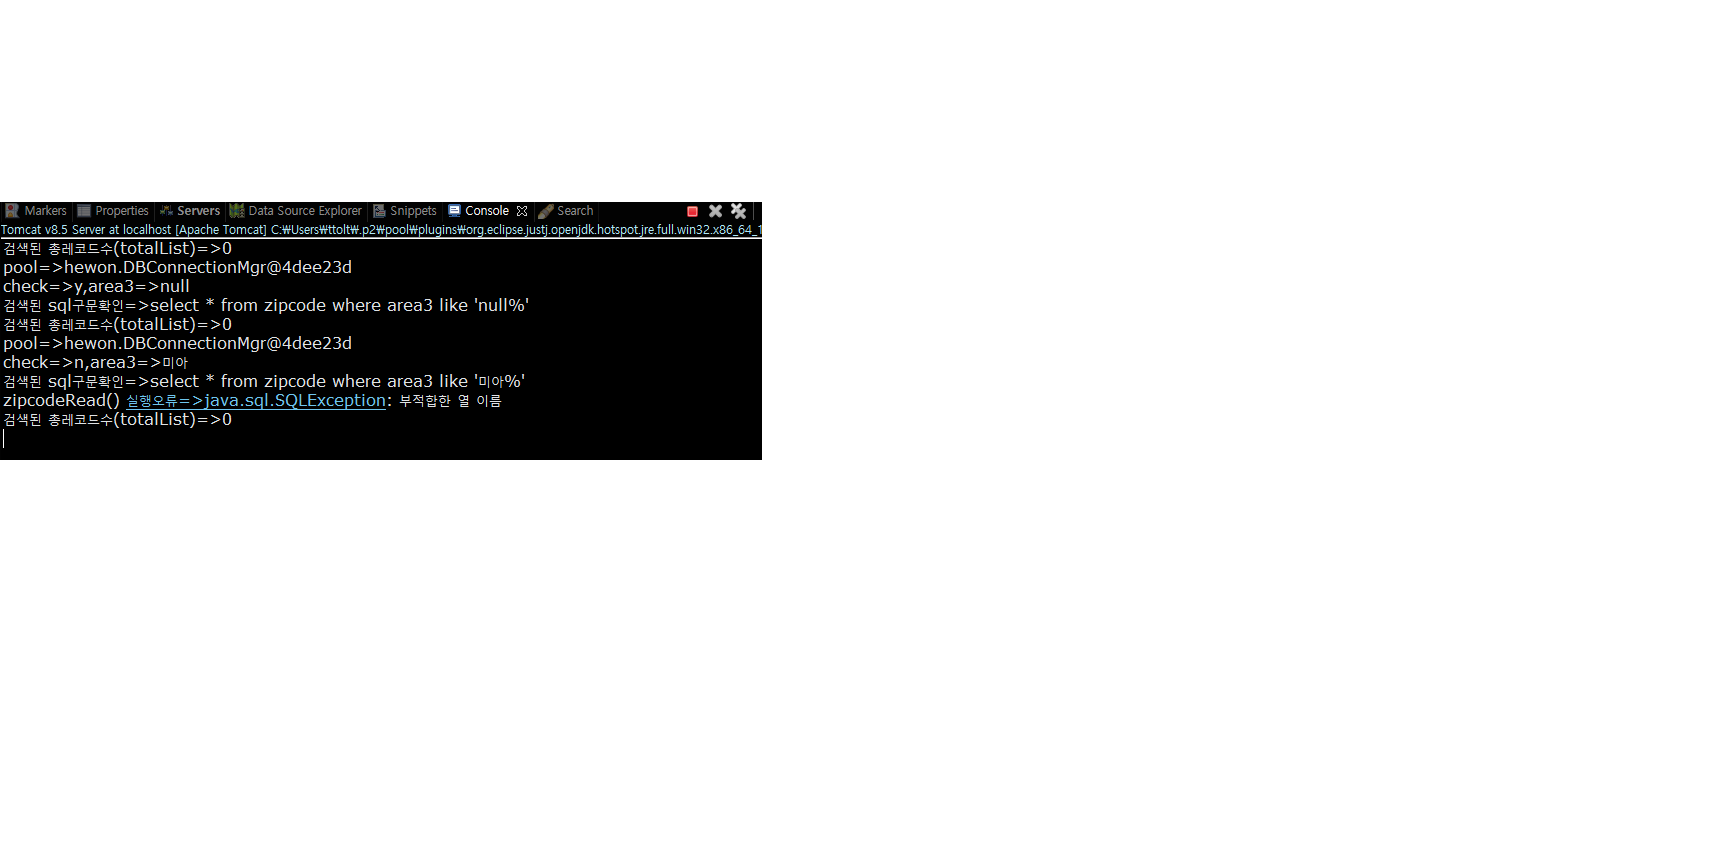 Markers Properties Servers Data Source Explorer Snippets Console Search
Tomcat v8.5 Server at localhost [Apache Tomcat] C:₩Users₩ttolt₩.p2₩pool₩plugins₩org.eclipse.justj.openjdk.hotspot.jre.full.win32.x86_64_1
검색된 총레코드수(totalList)=>0
pool=>hewon.DBConnectionMgr@4dee23d
check=>y,area3=>null
검색된 sql구문확인=>select * from zipcode where area3 like 'null%'
검색된 총레코드수(totalList)=>0
pool=>hewon.DBConnectionMgr@4dee23d
check=>n,area3=>미아
검색된 sql구문확인=>select * from zipcode where area3 like '미아%'
zipcodeRead() 실행오류=>java.sql.SQLException: 부적합한 열 이름
검색된 총레코드수(totalList)=>0